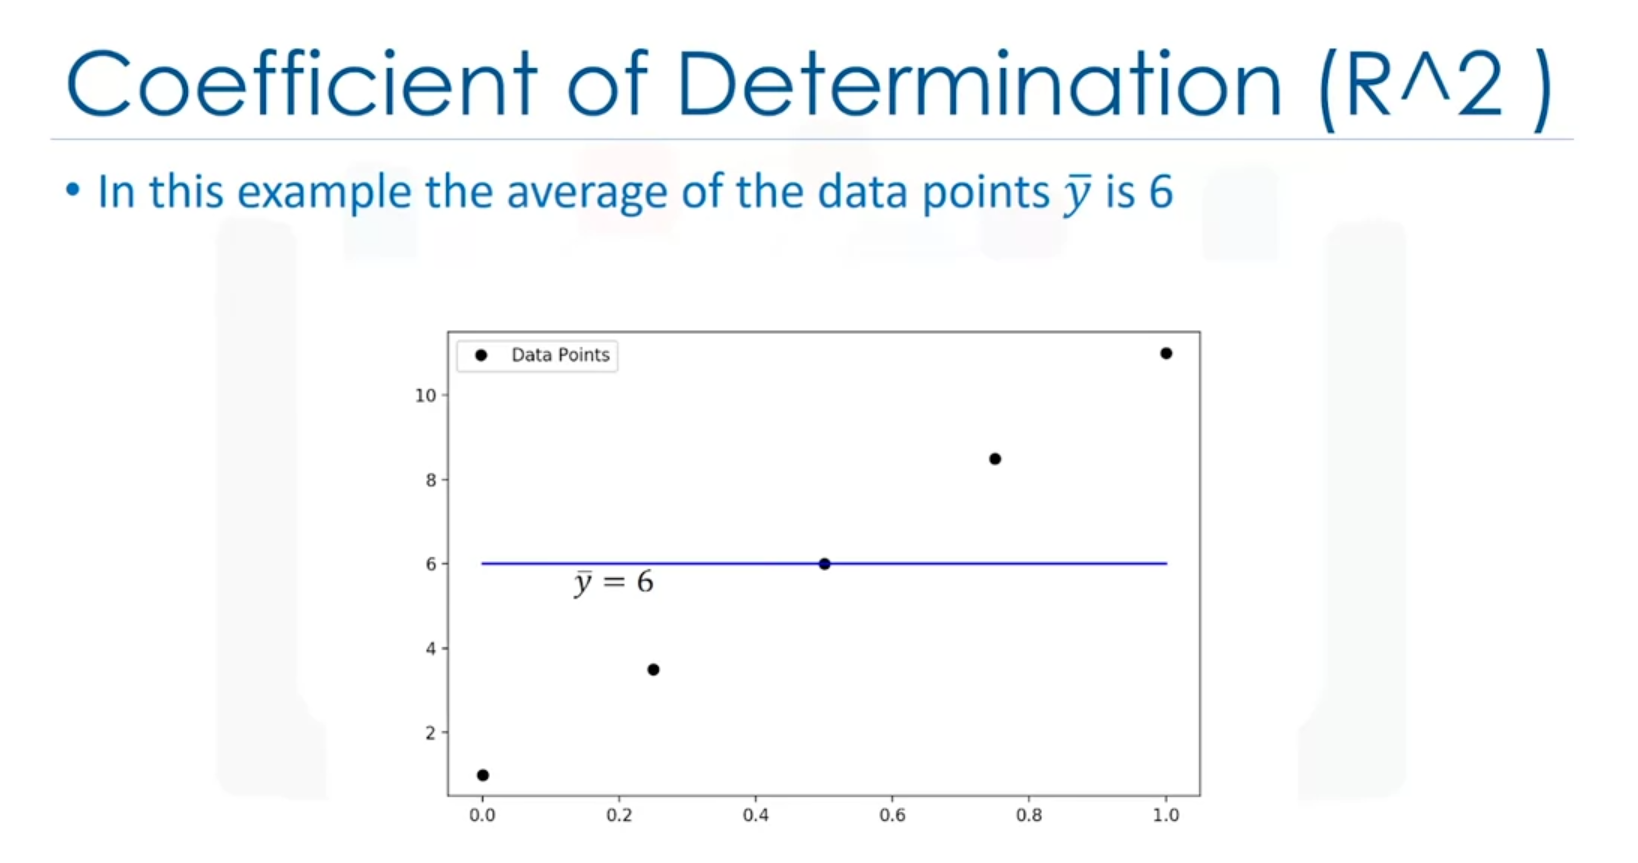 Coefficient of Determination (R^2 )
• In this example the average of the data points ȳ is 6
Data Points
10
8
6
ȳ = 6
4
2
0.0 0.2 0.4 0.6 0.8 1.0